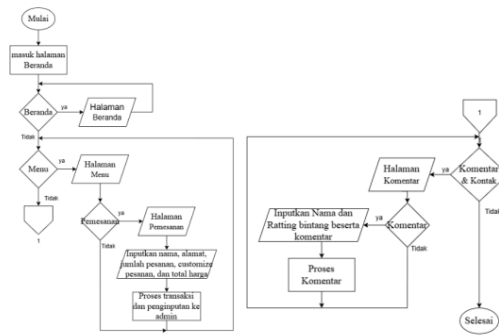 Mulai
masuk halaman
Beranda
Beranda
ya
Halaman
Beranda
Tidak
Menu
ya
Halaman
Menu
Tidak
1
Pemesanan
ya
Halaman
Pemesanan
Tidak
Inputkan nama, alamat,
jumlah pesanan, customize
pesanan, dan total harga
Proses transaksi
dan penginputan ke
admin
1
Komentar
& Kontak
ya
Tidak
Halaman
Komentar
Komentar
ya
Tidak
Inputkan Nama dan
Ratting bintang beserta
komentar
Proses
Komentar
Selesai